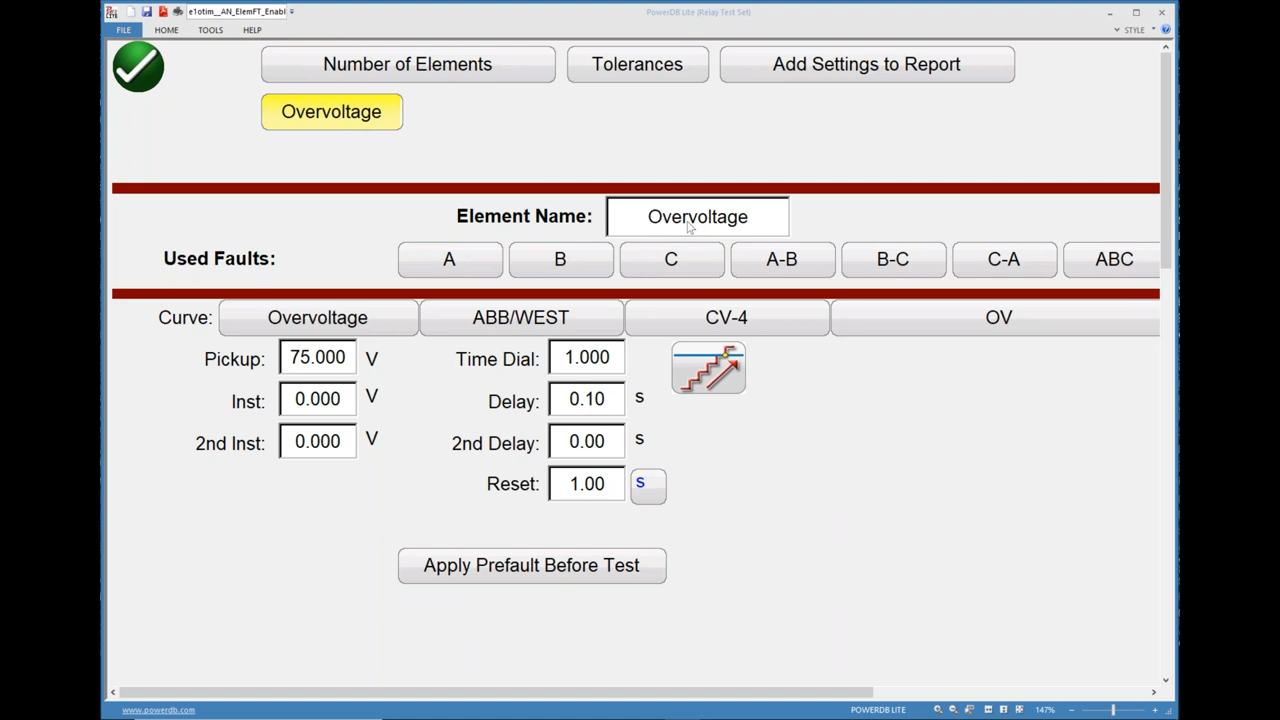 e1otim__AN_ElemFT_Enabl
PowerDB Lite (Relay Test Set)
FILE HOME TOOLS HELP STYLE
Number of Elements Tolerances Add Settings to Report
Overvoltage
Element Name: Overvoltage
Used Faults: A B C A-B B-C C-A ABC
Curve: Overvoltage ABB/WEST CV-4 OV
Pickup: 75.000 V Time Dial: 1.000
Inst: 0.000 V Delay: 0.10 s
2nd Inst: 0.000 V 2nd Delay: 0.00 s
Reset: 1.00 s
Apply Prefault Before Test
www.powerdb.com POWERDB LITE 147%